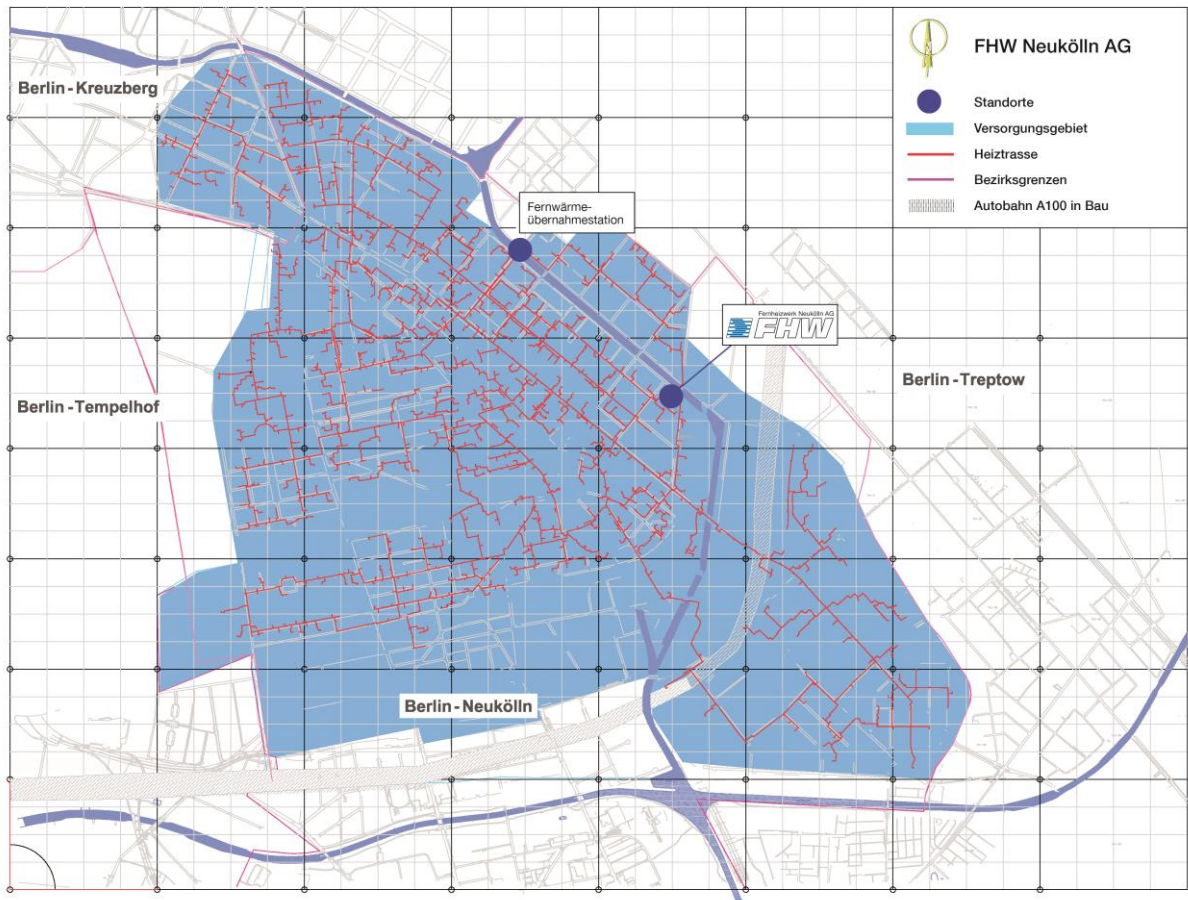 FHW Neukölln AG
Standorte
Versorgungsgebiet
Heiztrasse
Bezirksgrenzen
Autobahn A100 in Bau
Berlin-Kreuzberg
Fernwärme-
übernahmestation
Fernheizwerk Neukölln AG
FHW
Berlin-Treptow
Berlin-Tempelhof
Berlin-Neukölln